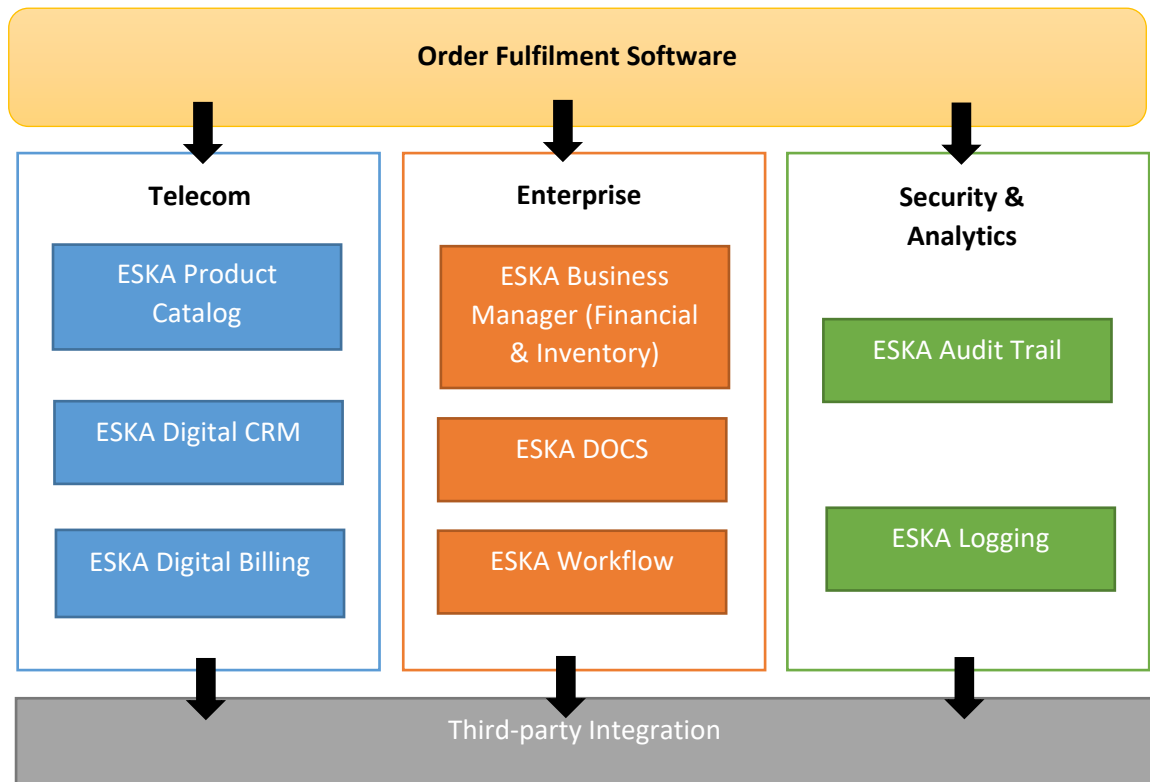 Order Fulfilment Software
Telecom
ESKA Product
Catalog
ESKA Digital CRM
ESKA Digital Billing
Enterprise
ESKA Business
Manager (Financial
& Inventory)
ESKA DOCS
ESKA Workflow
Security &
Analytics
ESKA Audit Trail
ESKA Logging
Third-party Integration